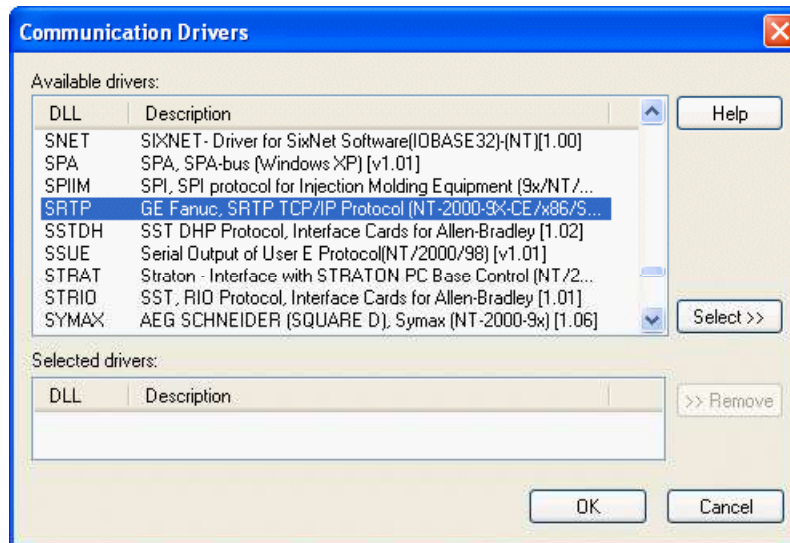 Communication Drivers
Available drivers:
DLL Description
SNET SIXNET- Driver for SixNet Software(IOBASE32)-(NT)[1.00]
SPA SPA, SPA-bus (Windows XP) [v1.01]
SPIIM SPI, SPI protocol for Injection Molding Equipment (9x/NT/...
SRTP GE Fanuc, SRTP TCP/IP Protocol (NT-2000-9X-CE/x86/S...
SSTDH SST DHP Protocol, Interface Cards for Allen-Bradley [1.02]
SSUE Serial Output of User E Protocol(NT/2000/98) [v1.01]
STRAT Straton - Interface with STRATON PC Base Control (NT/2...
STRIO SST, RIO Protocol, Interface Cards for Allen-Bradley [1.01]
SYMAX AEG SCHNEIDER (SQUARE D), Symax (NT-2000-9x) [1.06]
Help
Select >>
Selected drivers:
DLL Description
>> Remove
OK Cancel